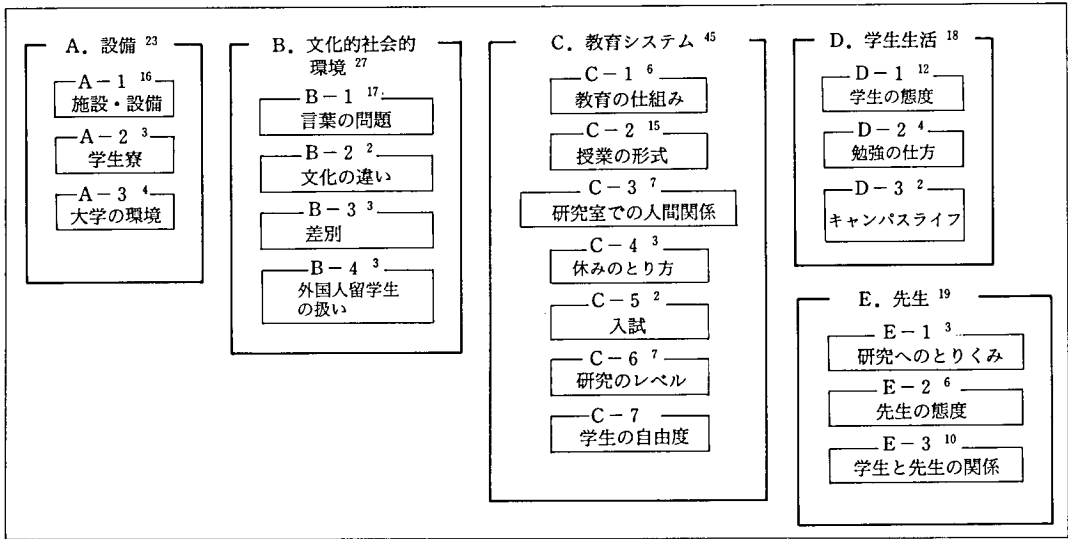 A. 設備 23
A-1 16
施設・設備
A-2 3
学生寮
A-3 4
大学の環境
B. 文化的社会的
環境 27
B-1 17
言葉の問題
B-2 2
文化の違い
B-3 3
差別
B-4 3
外国人留学生
の扱い
C. 教育システム 45
C-1 6
教育の仕組み
C-2 15
授業の形式
C-3 7
研究室での人間関係
C-4 3
休みのとり方
C-5 2
入試
C-6 7
研究のレベル
C-7
学生の自由度
D. 学生生活 18
D-1 12
学生の態度
D-2 4
勉強の仕方
D-3 2
キャンパスライフ
E. 先生 19
E-1 3
研究へのとりくみ
E-2 6
先生の態度
E-3 10
学生と先生の関係